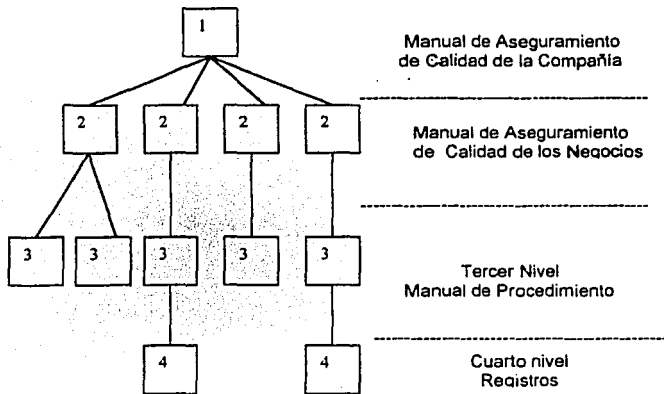 1
Manual de Aseguramiento
de Calidad de la Compañia
2 2 2 2
Manual de Aseguramiento
de Calidad de los Negocios
3 3 3 3 3
Tercer Nivel
Manual de Procedimiento
4 4
Cuarto nivel
Registros